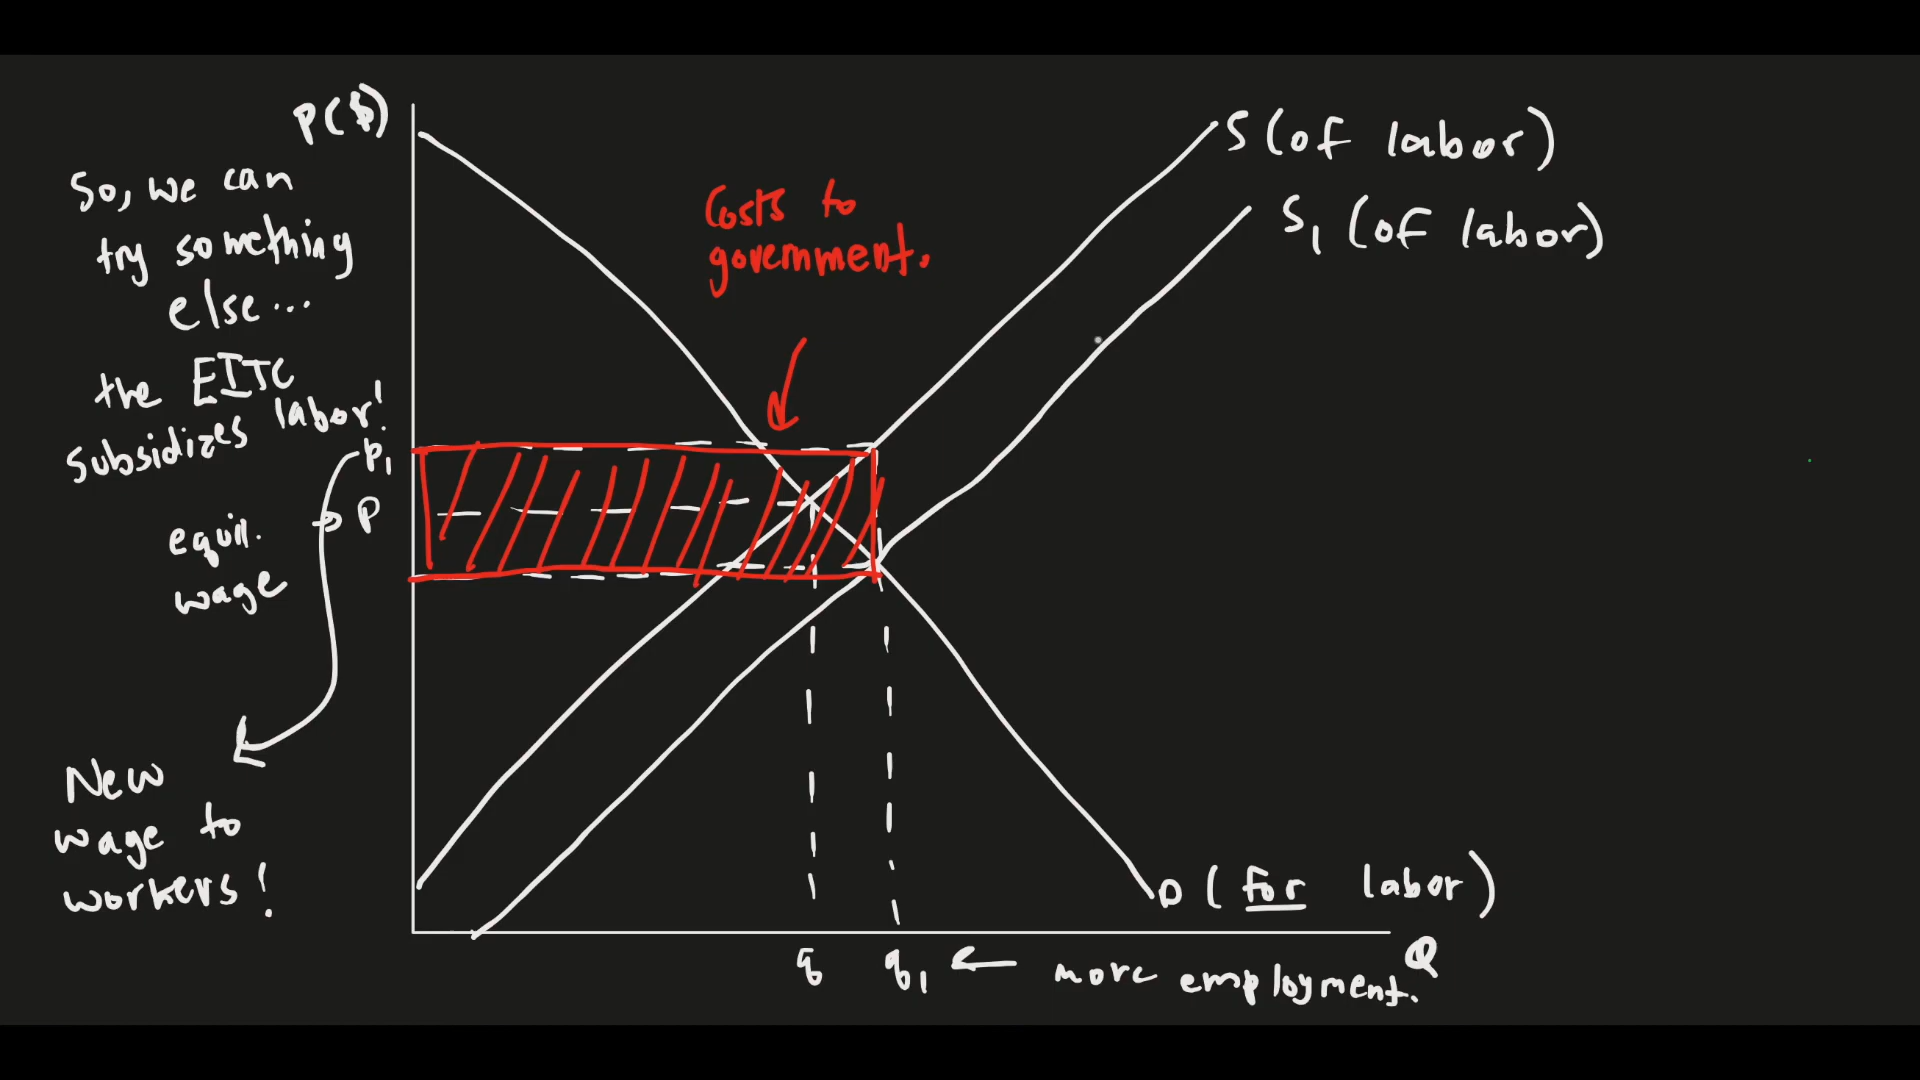 P($)
So, we can
try something
else...
the EITC
subsidizes labor!
P₁
P
equil.
wage
New
wage to
workers!
Costs to
government.
S (of labor)
S₁ (of labor)
D (for labor)
q
q₁
more employment.
Q